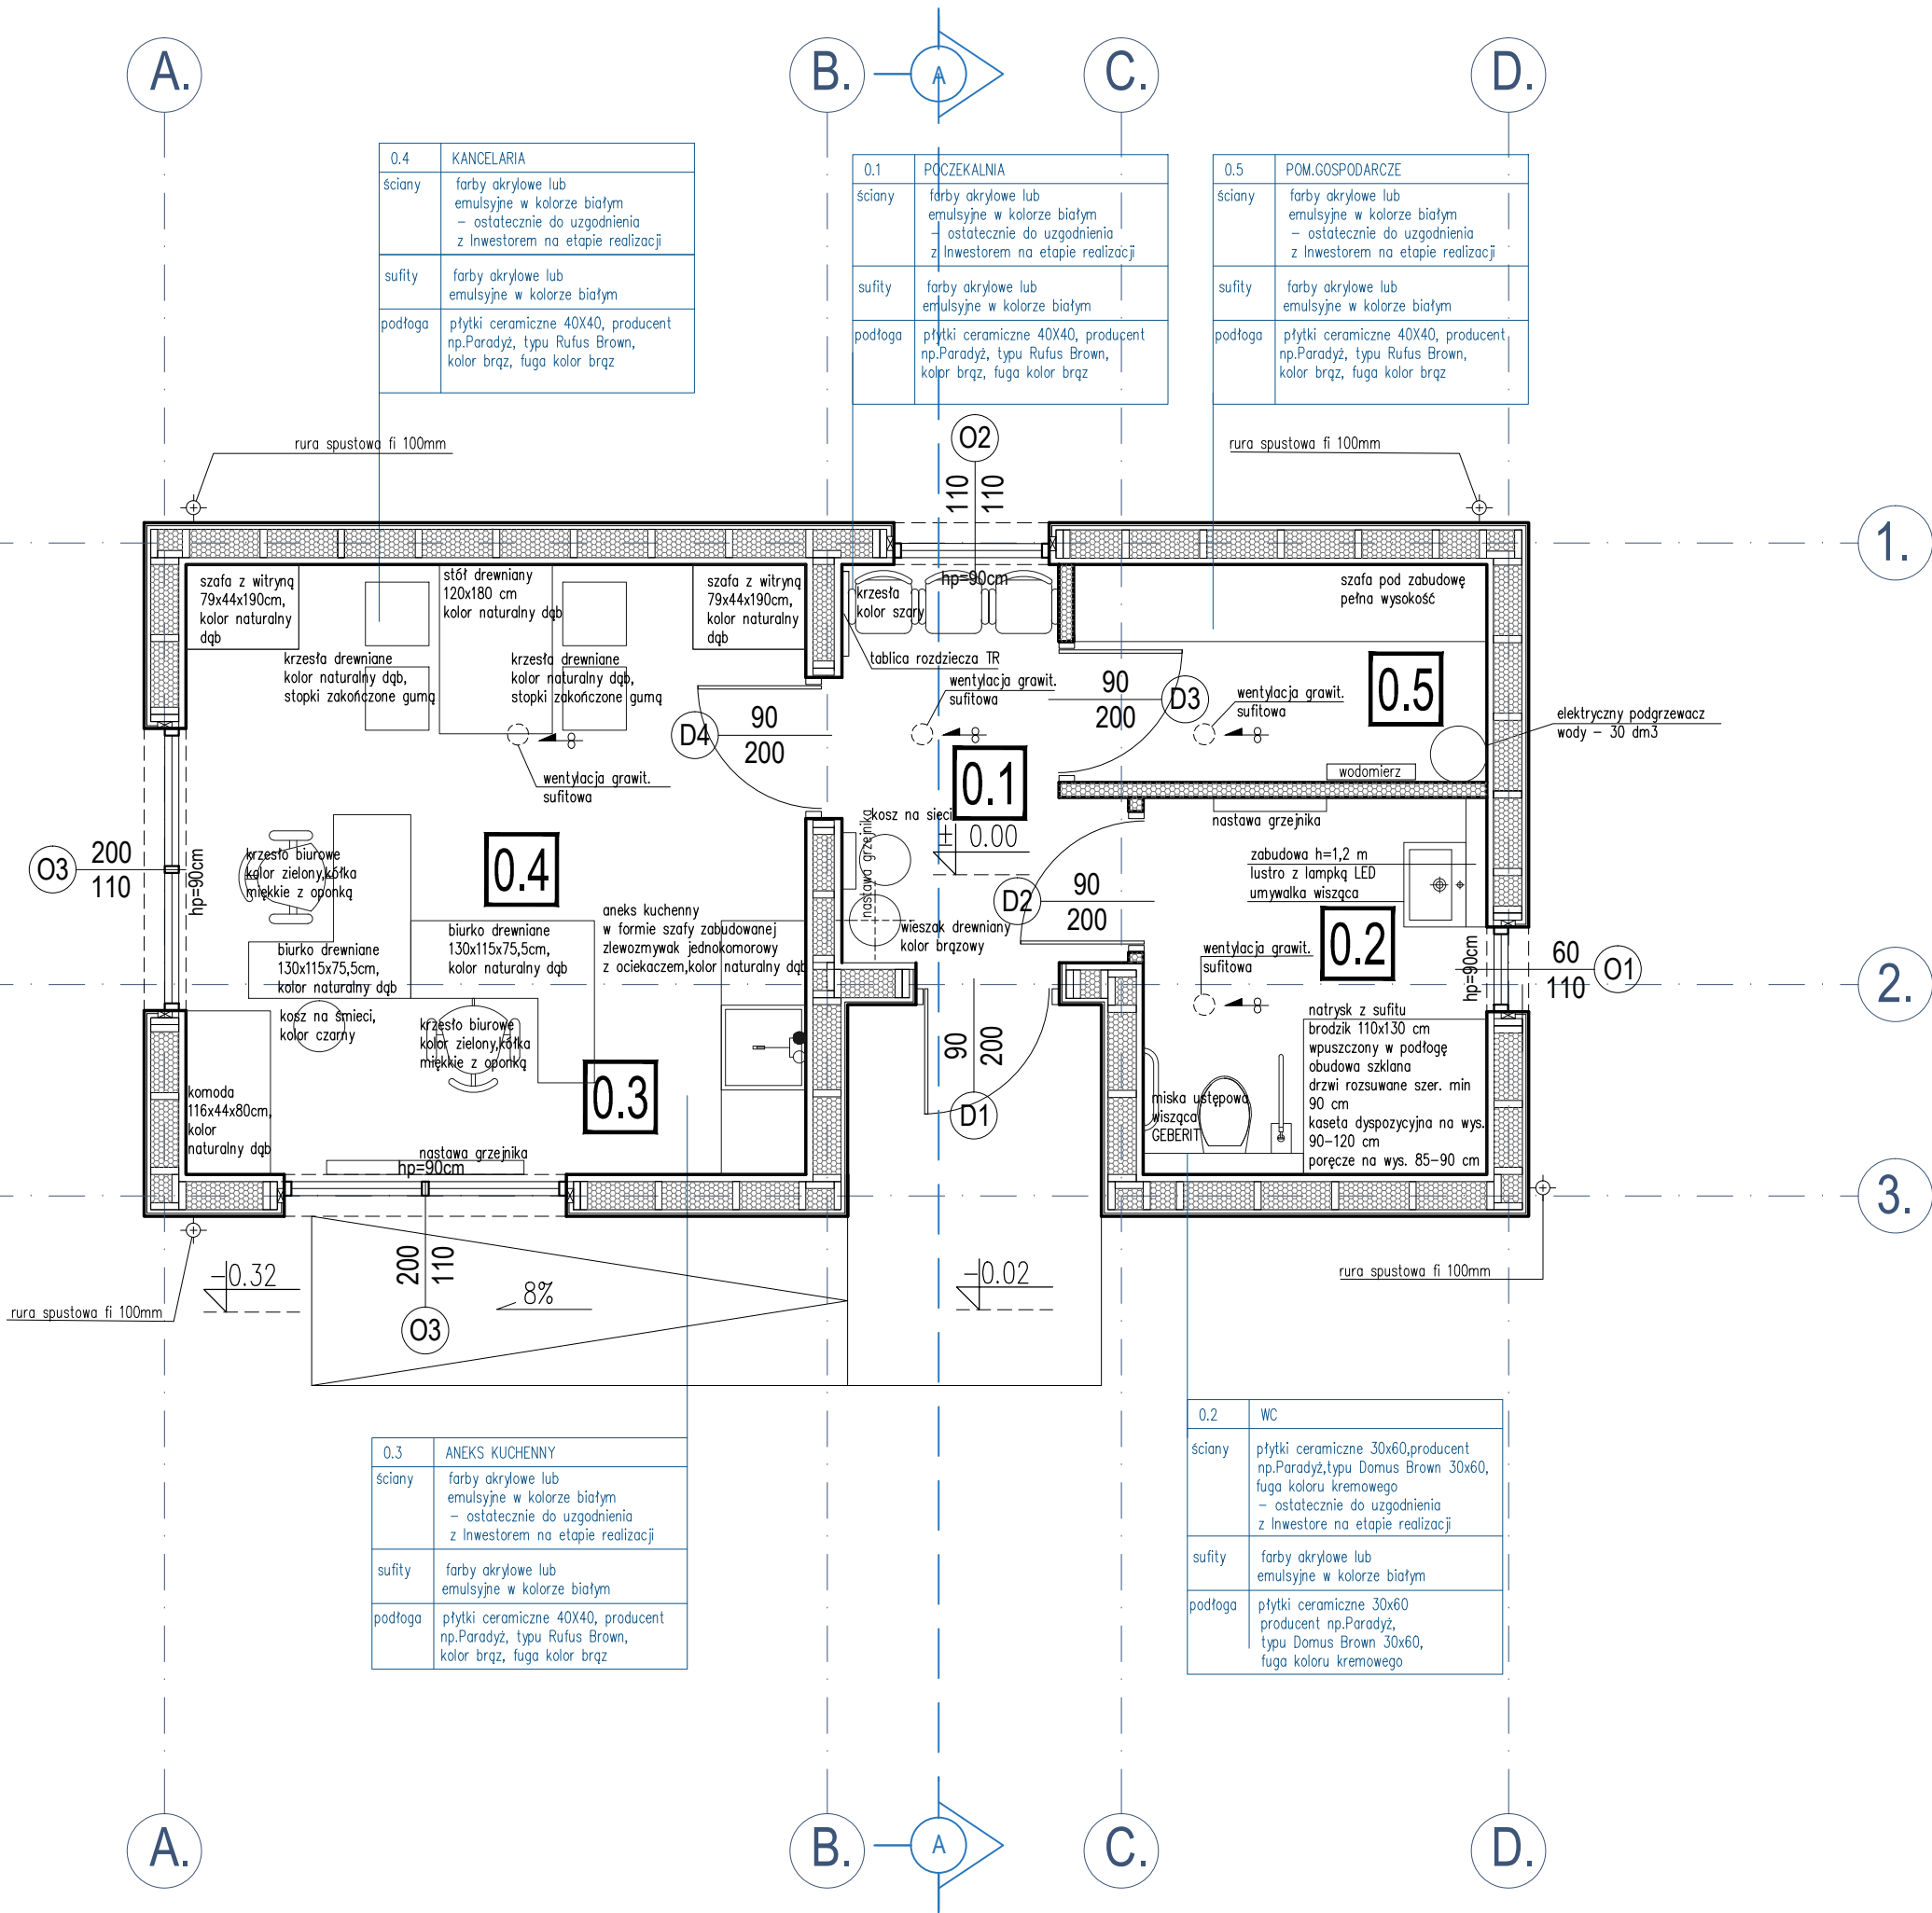 A.
B.
A
C.
D.
0.4 KANCELARIA
ściany farby akrylowe lub
emulsyjne w kolorze białym
– ostatecznie do uzgodnienia
z Inwestorem na etapie realizacji
sufity farby akrylowe lub
emulsyjne w kolorze białym
podłoga płytki ceramiczne 40X40, producent
np.Paradyż, typu Rufus Brown,
kolor brąz, fuga kolor brąz
0.1 POCZEKALNIA
ściany farby akrylowe lub
emulsyjne w kolorze białym
– ostatecznie do uzgodnienia
z Inwestorem na etapie realizacji
sufity farby akrylowe lub
emulsyjne w kolorze białym
podłoga płytki ceramiczne 40X40, producent
np.Paradyż, typu Rufus Brown,
kolor brąz, fuga kolor brąz
0.5 POM.GOSPODARCZE
ściany farby akrylowe lub
emulsyjne w kolorze białym
– ostatecznie do uzgodnienia
z Inwestorem na etapie realizacji
sufity farby akrylowe lub
emulsyjne w kolorze białym
podłoga płytki ceramiczne 40X40, producent
np.Paradyż, typu Rufus Brown,
kolor brąz, fuga kolor brąz
rura spustowa fi 100mm
O2
110
110
rura spustowa fi 100mm
1.
szafa z witryną
79x44x190cm,
kolor naturalny
dąb
stół drewniany
120x180 cm
kolor naturalny dąb
szafa z witryną
79x44x190cm,
kolor naturalny
dąb
hp=90cm
krzesła
kolor szary
szafa pod zabudowę
pełna wysokość
krzesła drewniane
kolor naturalny dąb,
stopki zakończone gumą
krzesła drewniane
kolor naturalny dąb,
stopki zakończone gumą
tablica rozdziecza TR
wentylacja grawit.
sufitowa
90
200
D3
wentylacja grawit.
sufitowa
0.5
elektryczny podgrzewacz
wody – 30 dm3
D4
90
200
wentylacja grawit.
sufitowa
8
8
8
0.1
wodomierz
kosz na sieci
nastawa grzejnika
± 0.00
nastawa grzejnika
O3
200
110
hp=90cm
krzesło biurowe
kolor zielony,kółka
miękkie z oponką
0.4
zabudowa h=1,2 m
lustro z lampką LED
umywalka wisząca
D2
90
200
aneks kuchenny
w formie szafy zabudowanej
zlewozmywak jednokomorowy
z ociekaczem,kolor naturalny dąb
wieszak drewniany
kolor brązowy
biurko drewniane
130x115x75,5cm,
kolor naturalny dąb
biurko drewniane
130x115x75,5cm,
kolor naturalny dąb
wentylacja grawit.
sufitowa
0.2
8
hp=90cm
60
110
O1
2.
kosz na śmieci,
kolor czarny
krzesło biurowe
kolor zielony,kółka
miękkie z oponką
90
200
D1
natrysk z sufitu
brodzik 110x130 cm
wpuszczony w podłogę
obudowa szklana
drzwi rozsuwane szer. min
90 cm
kaseta dyspozycyjna na wys.
90–120 cm
poręcze na wys. 85–90 cm
komoda
116x44x80cm,
kolor
naturalny dąb
0.3
miska ustępowa
wisząca
GEBERIT
nastawa grzejnika
hp=90cm
3.
200
110
O3
–0.32
8%
–0.02
rura spustowa fi 100mm
rura spustowa fi 100mm
0.3 ANEKS KUCHENNY
ściany farby akrylowe lub
emulsyjne w kolorze białym
– ostatecznie do uzgodnienia
z Inwestorem na etapie realizacji
sufity farby akrylowe lub
emulsyjne w kolorze białym
podłoga płytki ceramiczne 40X40, producent
np.Paradyż, typu Rufus Brown,
kolor brąz, fuga kolor brąz
0.2 WC
ściany płytki ceramiczne 30x60,producent
np.Paradyż,typu Domus Brown 30x60,
fuga koloru kremowego
– ostatecznie do uzgodnienia
z Inwestore na etapie realizacji
sufity farby akrylowe lub
emulsyjne w kolorze białym
podłoga płytki ceramiczne 30x60
producent np.Paradyż,
typu Domus Brown 30x60,
fuga koloru kremowego
A.
B.
A
C.
D.